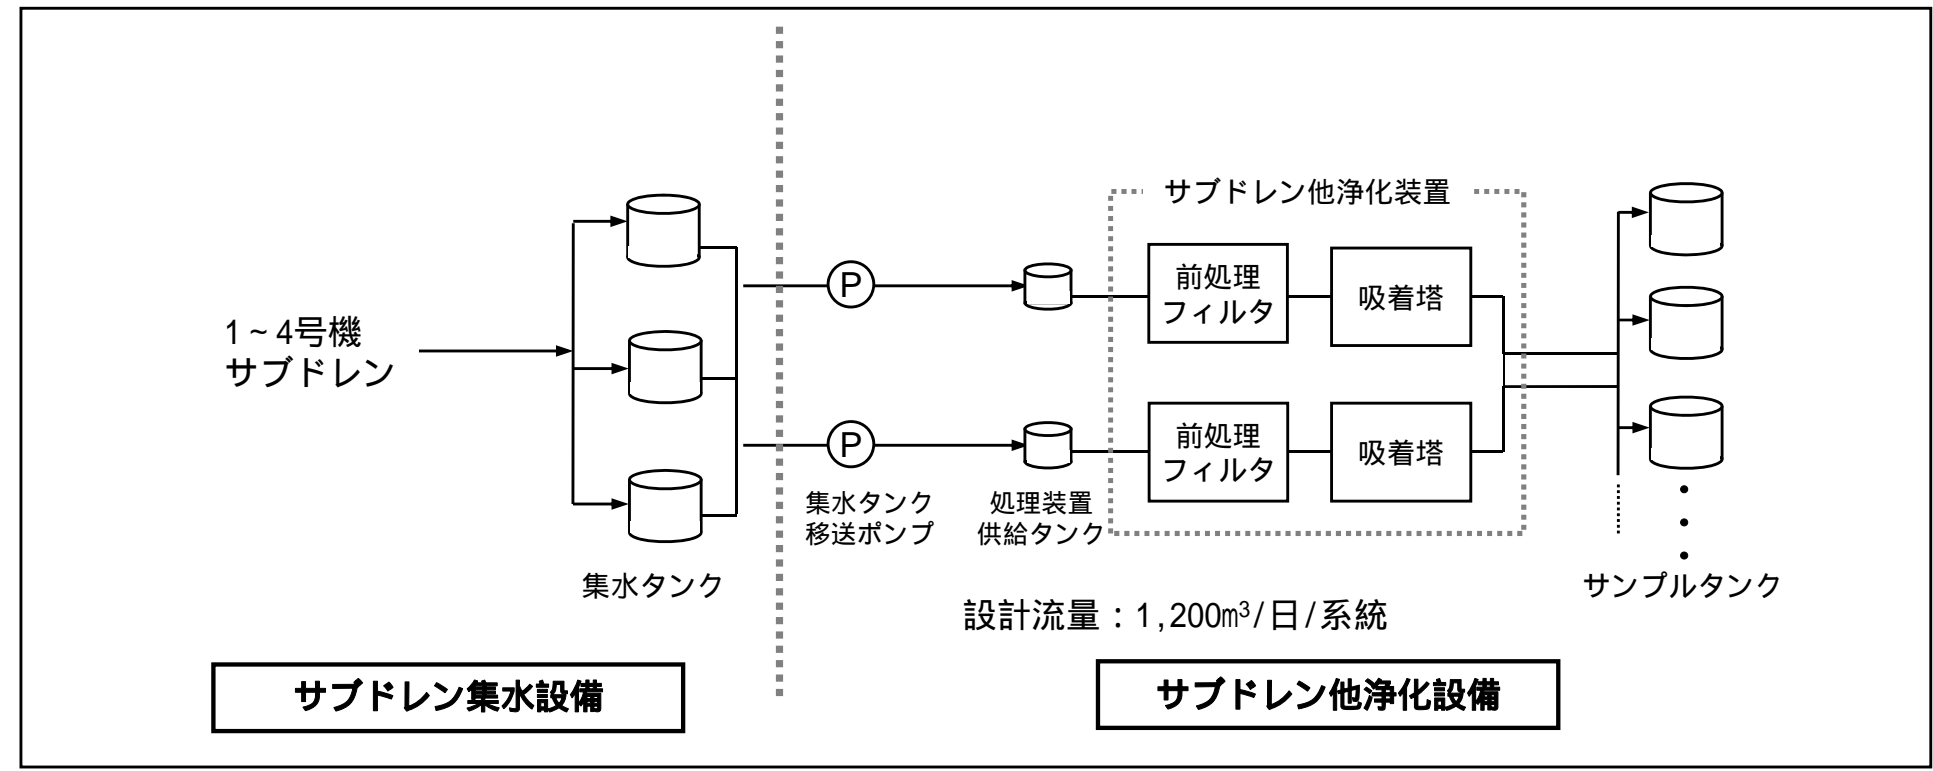 1～4号機
サブドレン
集水タンク
P
P
集水タンク
移送ポンプ
処理装置
供給タンク
サブドレン他浄化装置
前処理
フィルタ
吸着塔
前処理
フィルタ
吸着塔
サンプルタンク
設計流量：1,200m³/日/系統
サブドレン集水設備
サブドレン他浄化設備